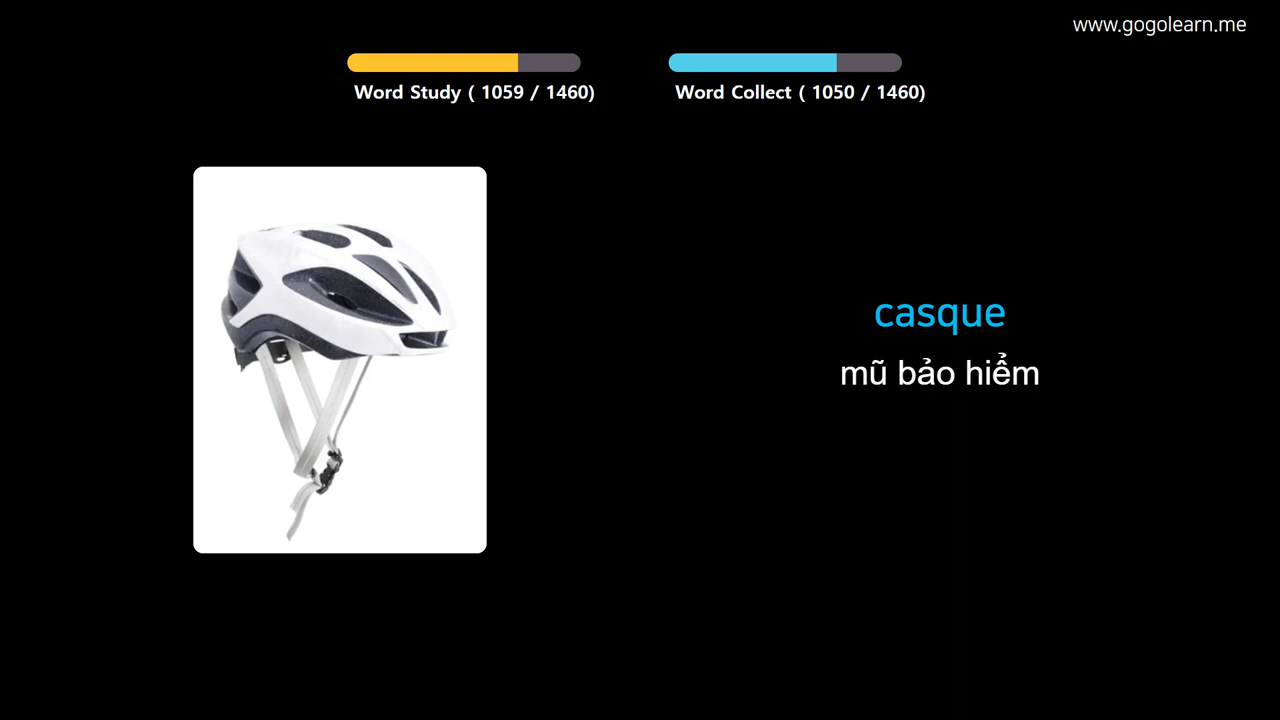 www.gogolearn.me
Word Study ( 1059 / 1460)
Word Collect ( 1050 / 1460)
casque
mũ bảo hiểm